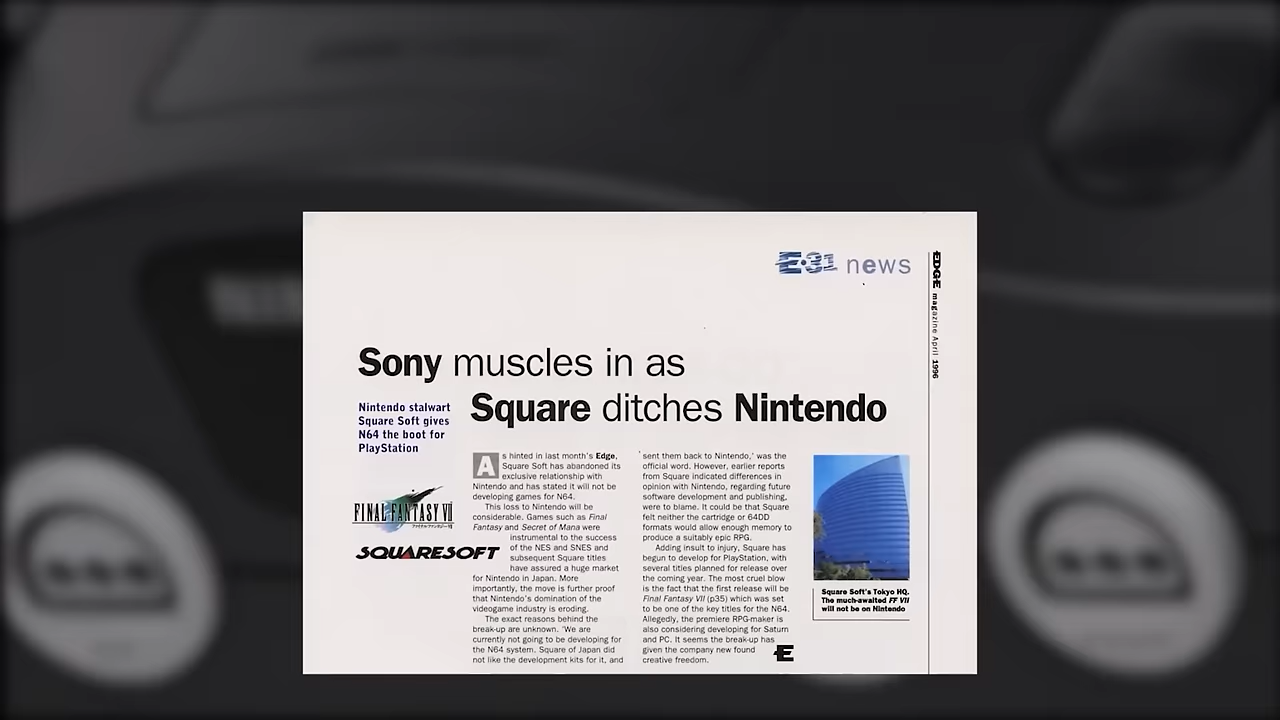 E·31 news
EDGE magazine April 1996
Sony muscles in as
Square ditches Nintendo
Nintendo stalwart
Square Soft gives
N64 the boot for
PlayStation
FINAL FANTASY VII
ファイナルファンタジーVII
SQUARESOFT
As hinted in last month's Edge,
Square Soft has abandoned its
exclusive relationship with
Nintendo and has stated it will not be
developing games for N64.
This loss to Nintendo will be
considerable. Games such as Final
Fantasy and Secret of Mana were
instrumental to the success
of the NES and SNES and
subsequent Square titles
have assured a huge market
for Nintendo in Japan. More
importantly, the move is further proof
that Nintendo's domination of the
videogame industry is eroding.
The exact reasons behind the
break-up are unknown. 'We are
currently not going to be developing for
the N64 system. Square of Japan did
not like the development kits for it, and
sent them back to Nintendo,' was the
official word. However, earlier reports
from Square indicated differences in
opinion with Nintendo, regarding future
software development and publishing,
were to blame. It could be that Square
felt neither the cartridge or 64DD
formats would allow enough memory to
produce a suitably epic RPG.
Adding insult to injury, Square has
begun to develop for PlayStation, with
several titles planned for release over
the coming year. The most cruel blow
is the fact that the first release will be
Final Fantasy VII (p35) which was set
to be one of the key titles for the N64.
Allegedly, the premiere RPG-maker is
also considering developing for Saturn
and PC. It seems the break-up has
given the company new found
creative freedom.
E
Square Soft's Tokyo HQ.
The much-awaited FF VII
will not be on Nintendo